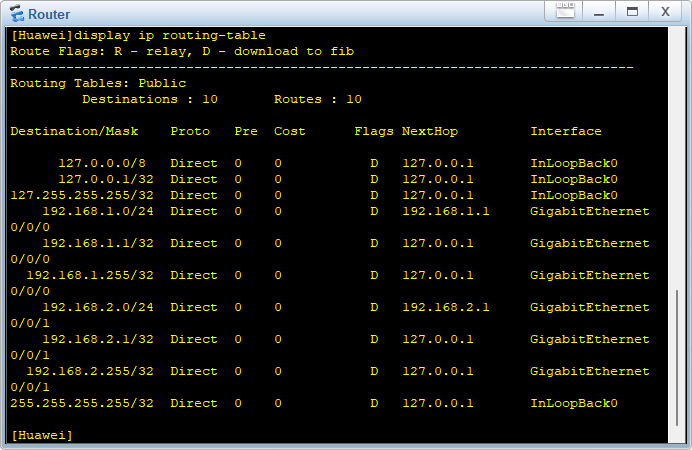 Router
[Huawei]display ip routing-table
Route Flags: R - relay, D - download to fib
------------------------------------------------------------------------------
Routing Tables: Public
         Destinations : 10       Routes : 10

Destination/Mask    Proto   Pre  Cost      Flags NextHop         Interface

      127.0.0.0/8   Direct  0    0           D   127.0.0.1       InLoopBack0
      127.0.0.1/32  Direct  0    0           D   127.0.0.1       InLoopBack0
127.255.255.255/32  Direct  0    0           D   127.0.0.1       InLoopBack0
    192.168.1.0/24  Direct  0    0           D   192.168.1.1     GigabitEthernet
0/0/0
    192.168.1.1/32  Direct  0    0           D   127.0.0.1       GigabitEthernet
0/0/0
  192.168.1.255/32  Direct  0    0           D   127.0.0.1       GigabitEthernet
0/0/0
    192.168.2.0/24  Direct  0    0           D   192.168.2.1     GigabitEthernet
0/0/1
    192.168.2.1/32  Direct  0    0           D   127.0.0.1       GigabitEthernet
0/0/1
  192.168.2.255/32  Direct  0    0           D   127.0.0.1       GigabitEthernet
0/0/1
255.255.255.255/32  Direct  0    0           D   127.0.0.1       InLoopBack0

[Huawei]